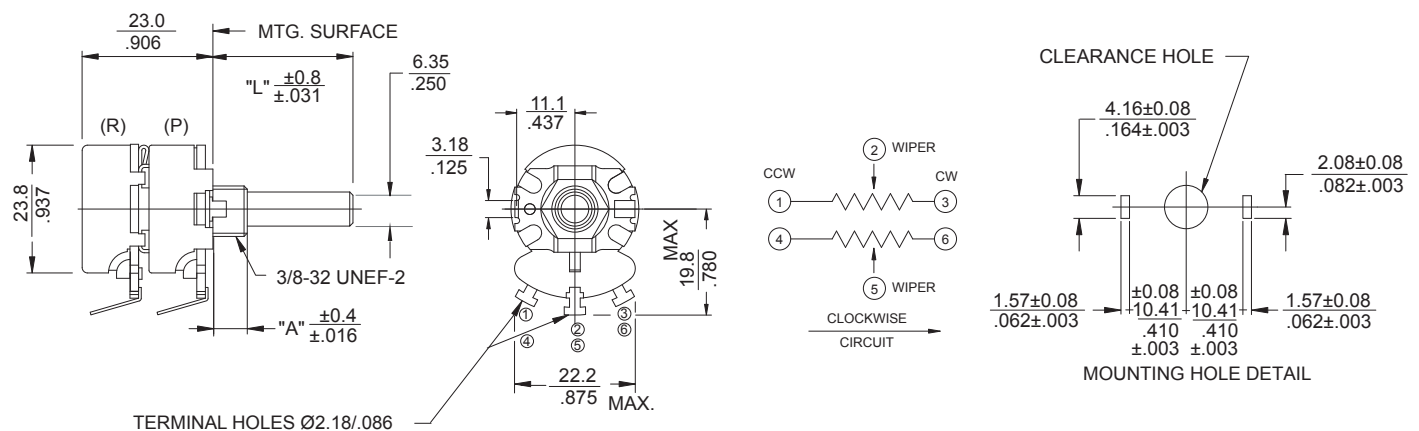 23.0
.906
MTG. SURFACE
"L" ±0.8
±.031
6.35
.250
(R)
(P)
23.8
.937
3/8-32 UNEF-2
"A" ±0.4
±.016
11.1
.437
3.18
.125
MAX
19.8
.780
①
④
②
⑤
③
⑥
22.2
.875
MAX.
TERMINAL HOLES Ø2.18/.086
② WIPER
CCW
CW
①
③
④
⑥
⑤ WIPER
CLOCKWISE
CIRCUIT
CLEARANCE HOLE
4.16±0.08
.164±.003
2.08±0.08
.082±.003
1.57±0.08
.062±.003
±0.08
10.41
.410
±.003
±0.08
10.41
.410
±.003
1.57±0.08
.062±.003
MOUNTING HOLE DETAIL